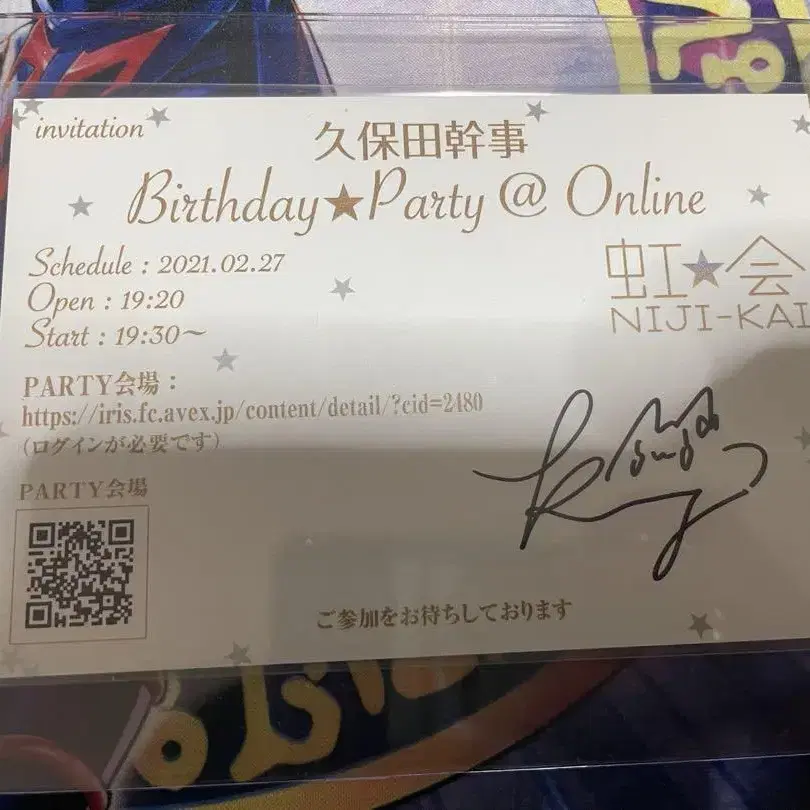 invitation
久保田幹事
Birthday★Party @ Online
Schedule : 2021.02.27
Open : 19:20
Start : 19:30〜
虹★会
NIJI-KAI
PARTY会場：
https://iris.fc.avex.jp/content/detail/?cid=2480
（ログインが必要です）
PARTY会場
ご参加をお待ちしております